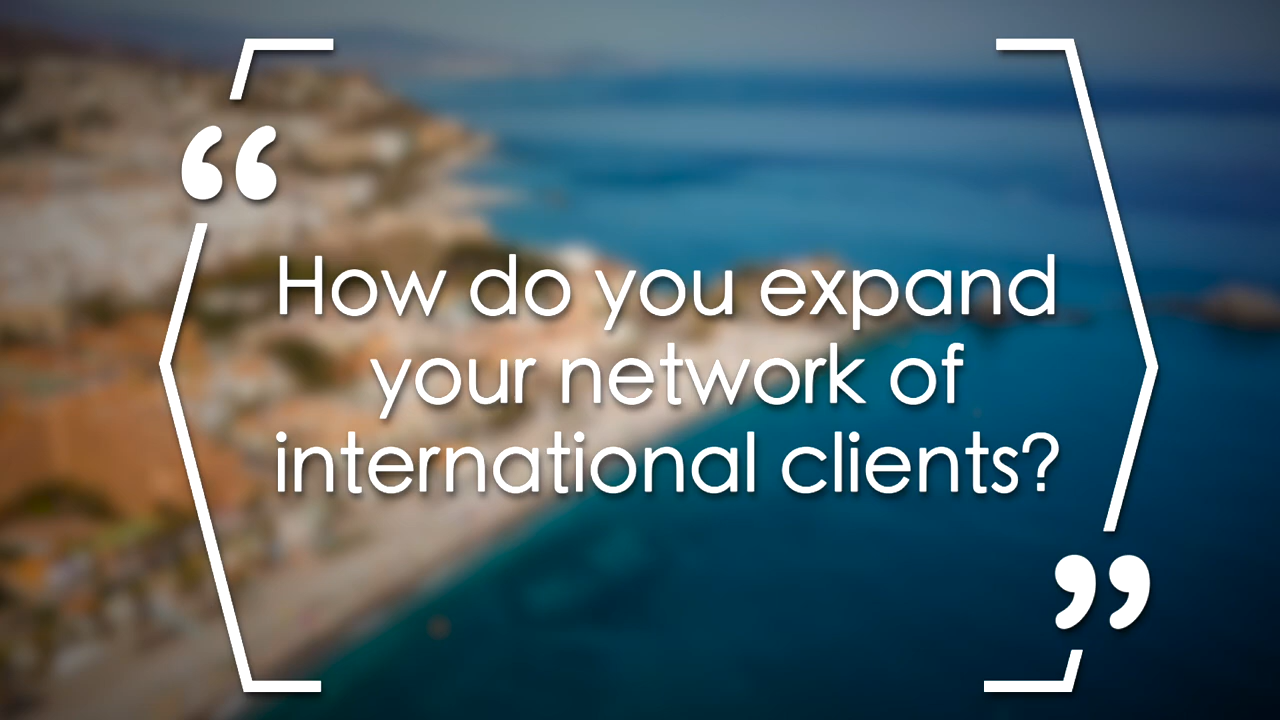 “
How do you expand
your network of
international clients?
”